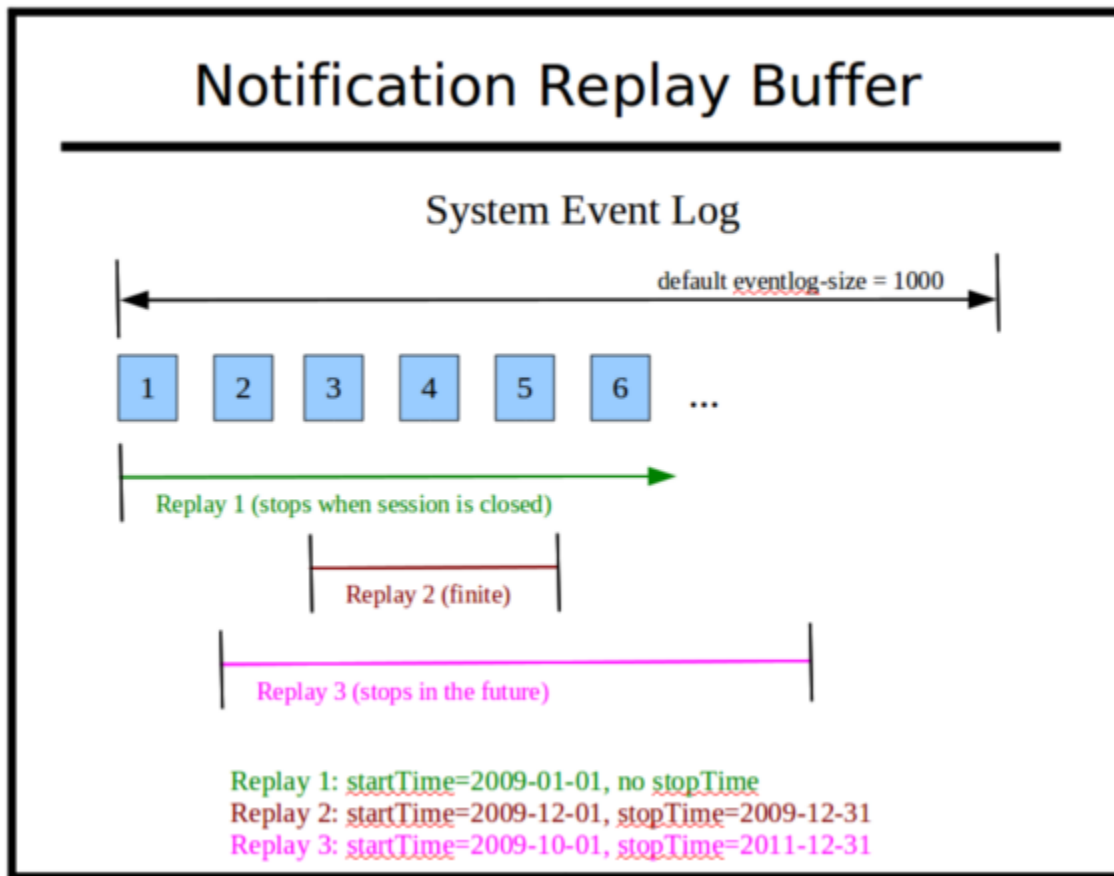 Notification Replay Buffer
System Event Log
default eventlog-size = 1000
1 2 3 4 5 6 ...
Replay 1 (stops when session is closed)
Replay 2 (finite)
Replay 3 (stops in the future)
Replay 1: startTime=2009-01-01, no stopTime
Replay 2: startTime=2009-12-01, stopTime=2009-12-31
Replay 3: startTime=2009-10-01, stopTime=2011-12-31